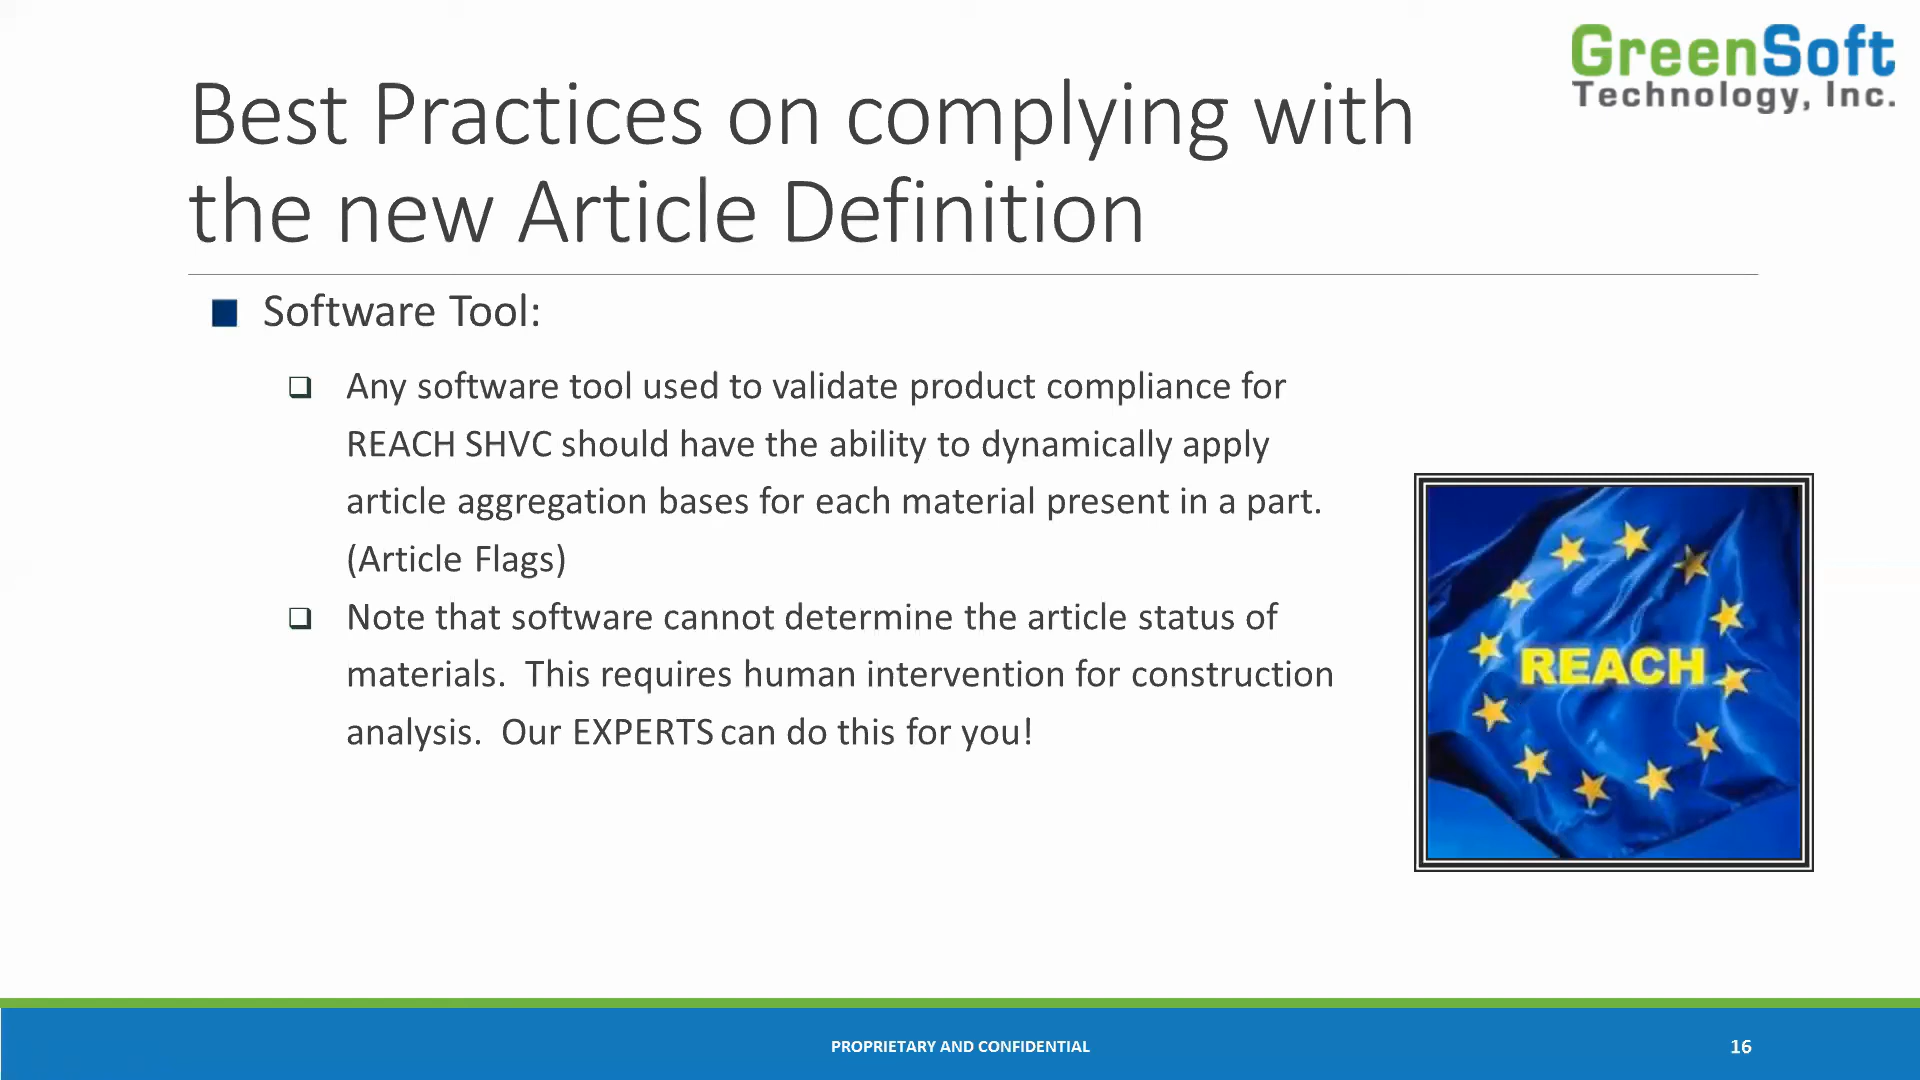 GreenSoft
Technology, Inc.
Best Practices on complying with
the new Article Definition
Software Tool:
Any software tool used to validate product compliance for
REACH SHVC should have the ability to dynamically apply
article aggregation bases for each material present in a part.
(Article Flags)
Note that software cannot determine the article status of
materials. This requires human intervention for construction
analysis. Our EXPERTS can do this for you!
REACH
PROPRIETARY AND CONFIDENTIAL
16